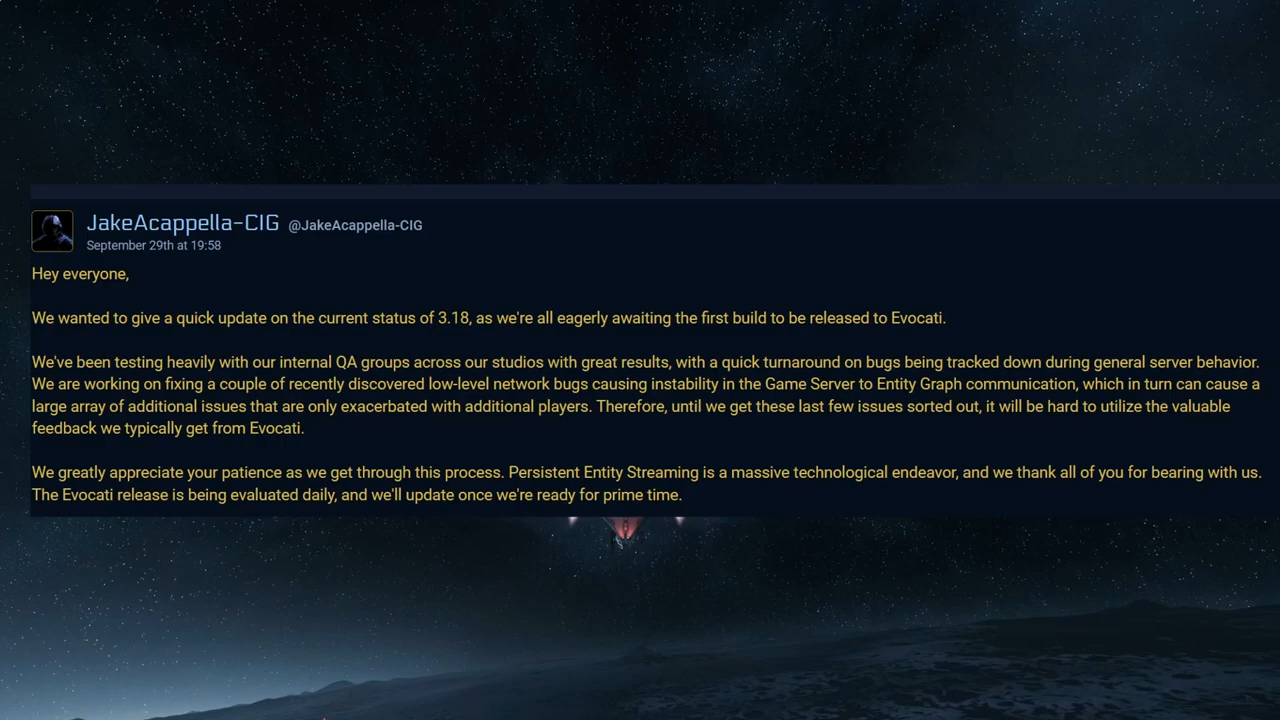 JakeAcappella-CIG @JakeAcappella-CIG
September 29th at 19:58
Hey everyone,
We wanted to give a quick update on the current status of 3.18, as we're all eagerly awaiting the first build to be released to Evocati.
We've been testing heavily with our internal QA groups across our studios with great results, with a quick turnaround on bugs being tracked down during general server behavior.
We are working on fixing a couple of recently discovered low-level network bugs causing instability in the Game Server to Entity Graph communication, which in turn can cause a
large array of additional issues that are only exacerbated with additional players. Therefore, until we get these last few issues sorted out, it will be hard to utilize the valuable
feedback we typically get from Evocati.
We greatly appreciate your patience as we get through this process. Persistent Entity Streaming is a massive technological endeavor, and we thank all of you for bearing with us.
The Evocati release is being evaluated daily, and we'll update once we're ready for prime time.